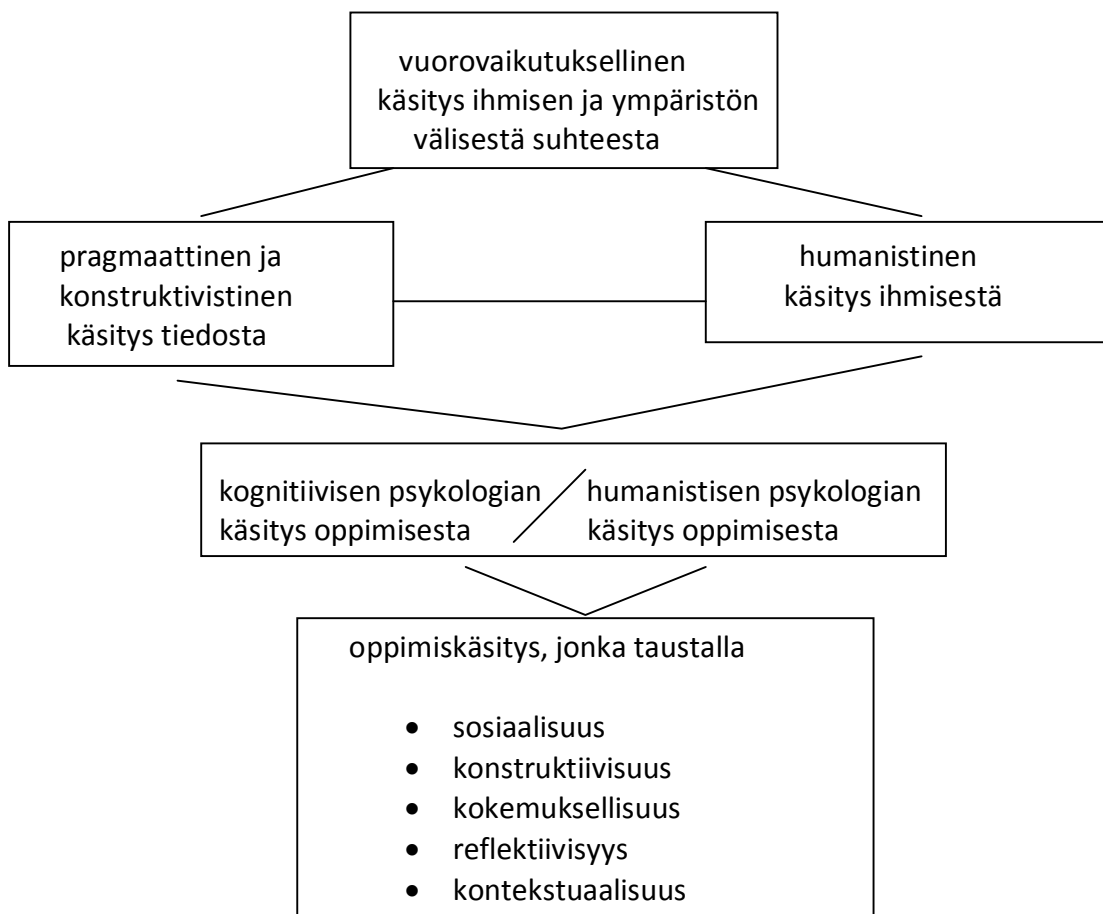 vuorovaikutuksellinen
käsitys ihmisen ja ympäristön
välisestä suhteesta
pragmaattinen ja
konstruktivistinen
käsitys tiedosta
humanistinen
käsitys ihmisestä
kognitiivisen psykologian
käsitys oppimisesta
humanistisen psykologian
käsitys oppimisesta
oppimiskäsitys, jonka taustalla
• sosiaalisuus
• konstruktiivisuus
• kokemuksellisuus
• reflektiivisyys
• kontekstuaalisuus